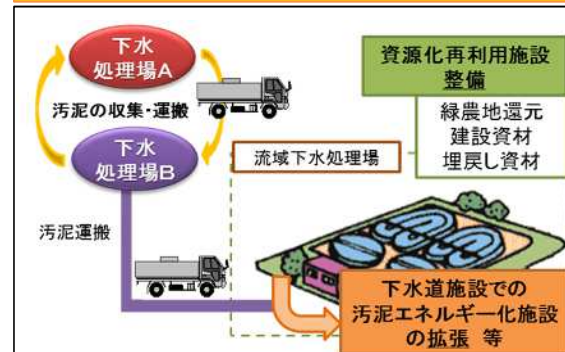 下水
処理場A
汚泥の収集・運搬
下水
処理場B
汚泥運搬
資源化再利用施設
整備
緑農地還元
建設資材
埋戻し資材
流域下水処理場
下水道施設での
汚泥エネルギー化施設
の拡張 等